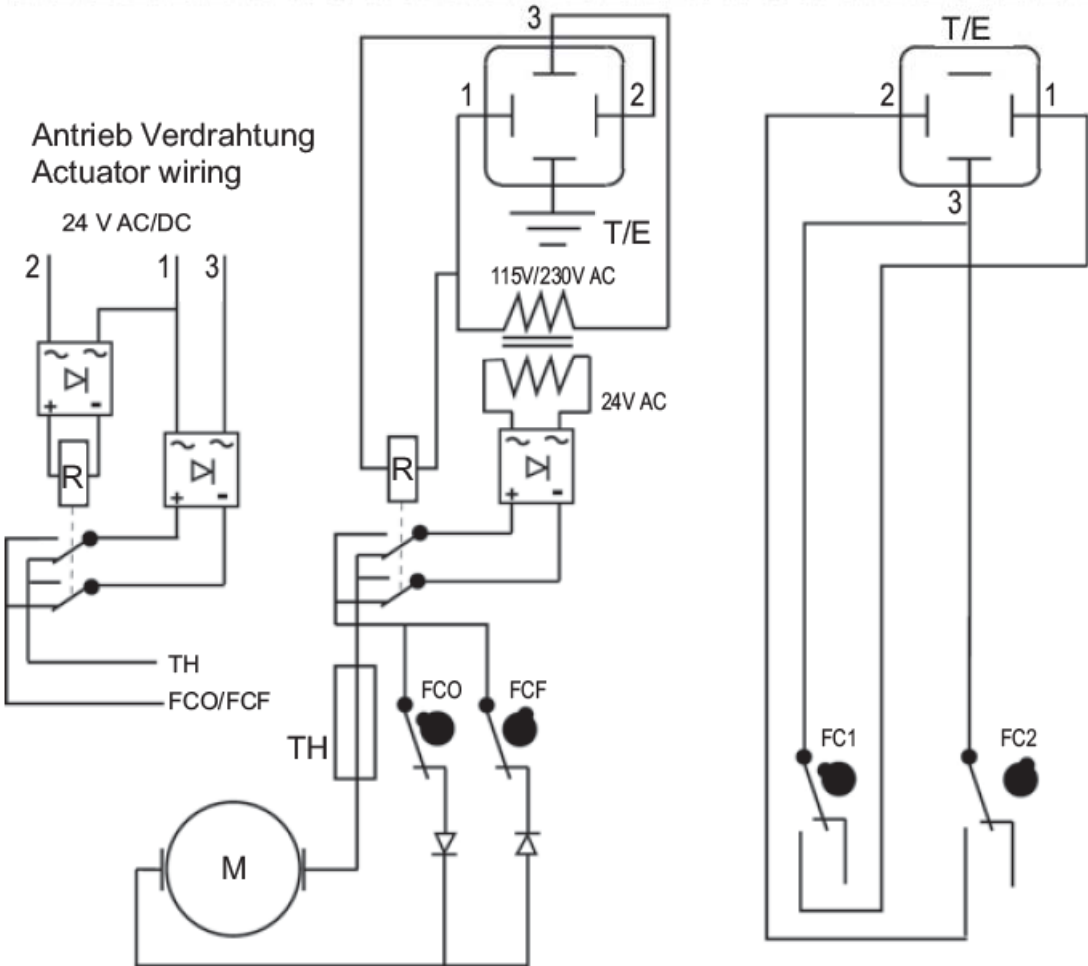 Antrieb Verdrahtung
Actuator wiring
24 V AC/DC
2
1
3
~ ~
+ -
R
~ ~
+ -
TH
FCO/FCF
3
1
2
T/E
115V/230V AC
24V AC
R
~ ~
+ -
FCO
FCF
TH
M
T/E
2
1
3
FC1
FC2